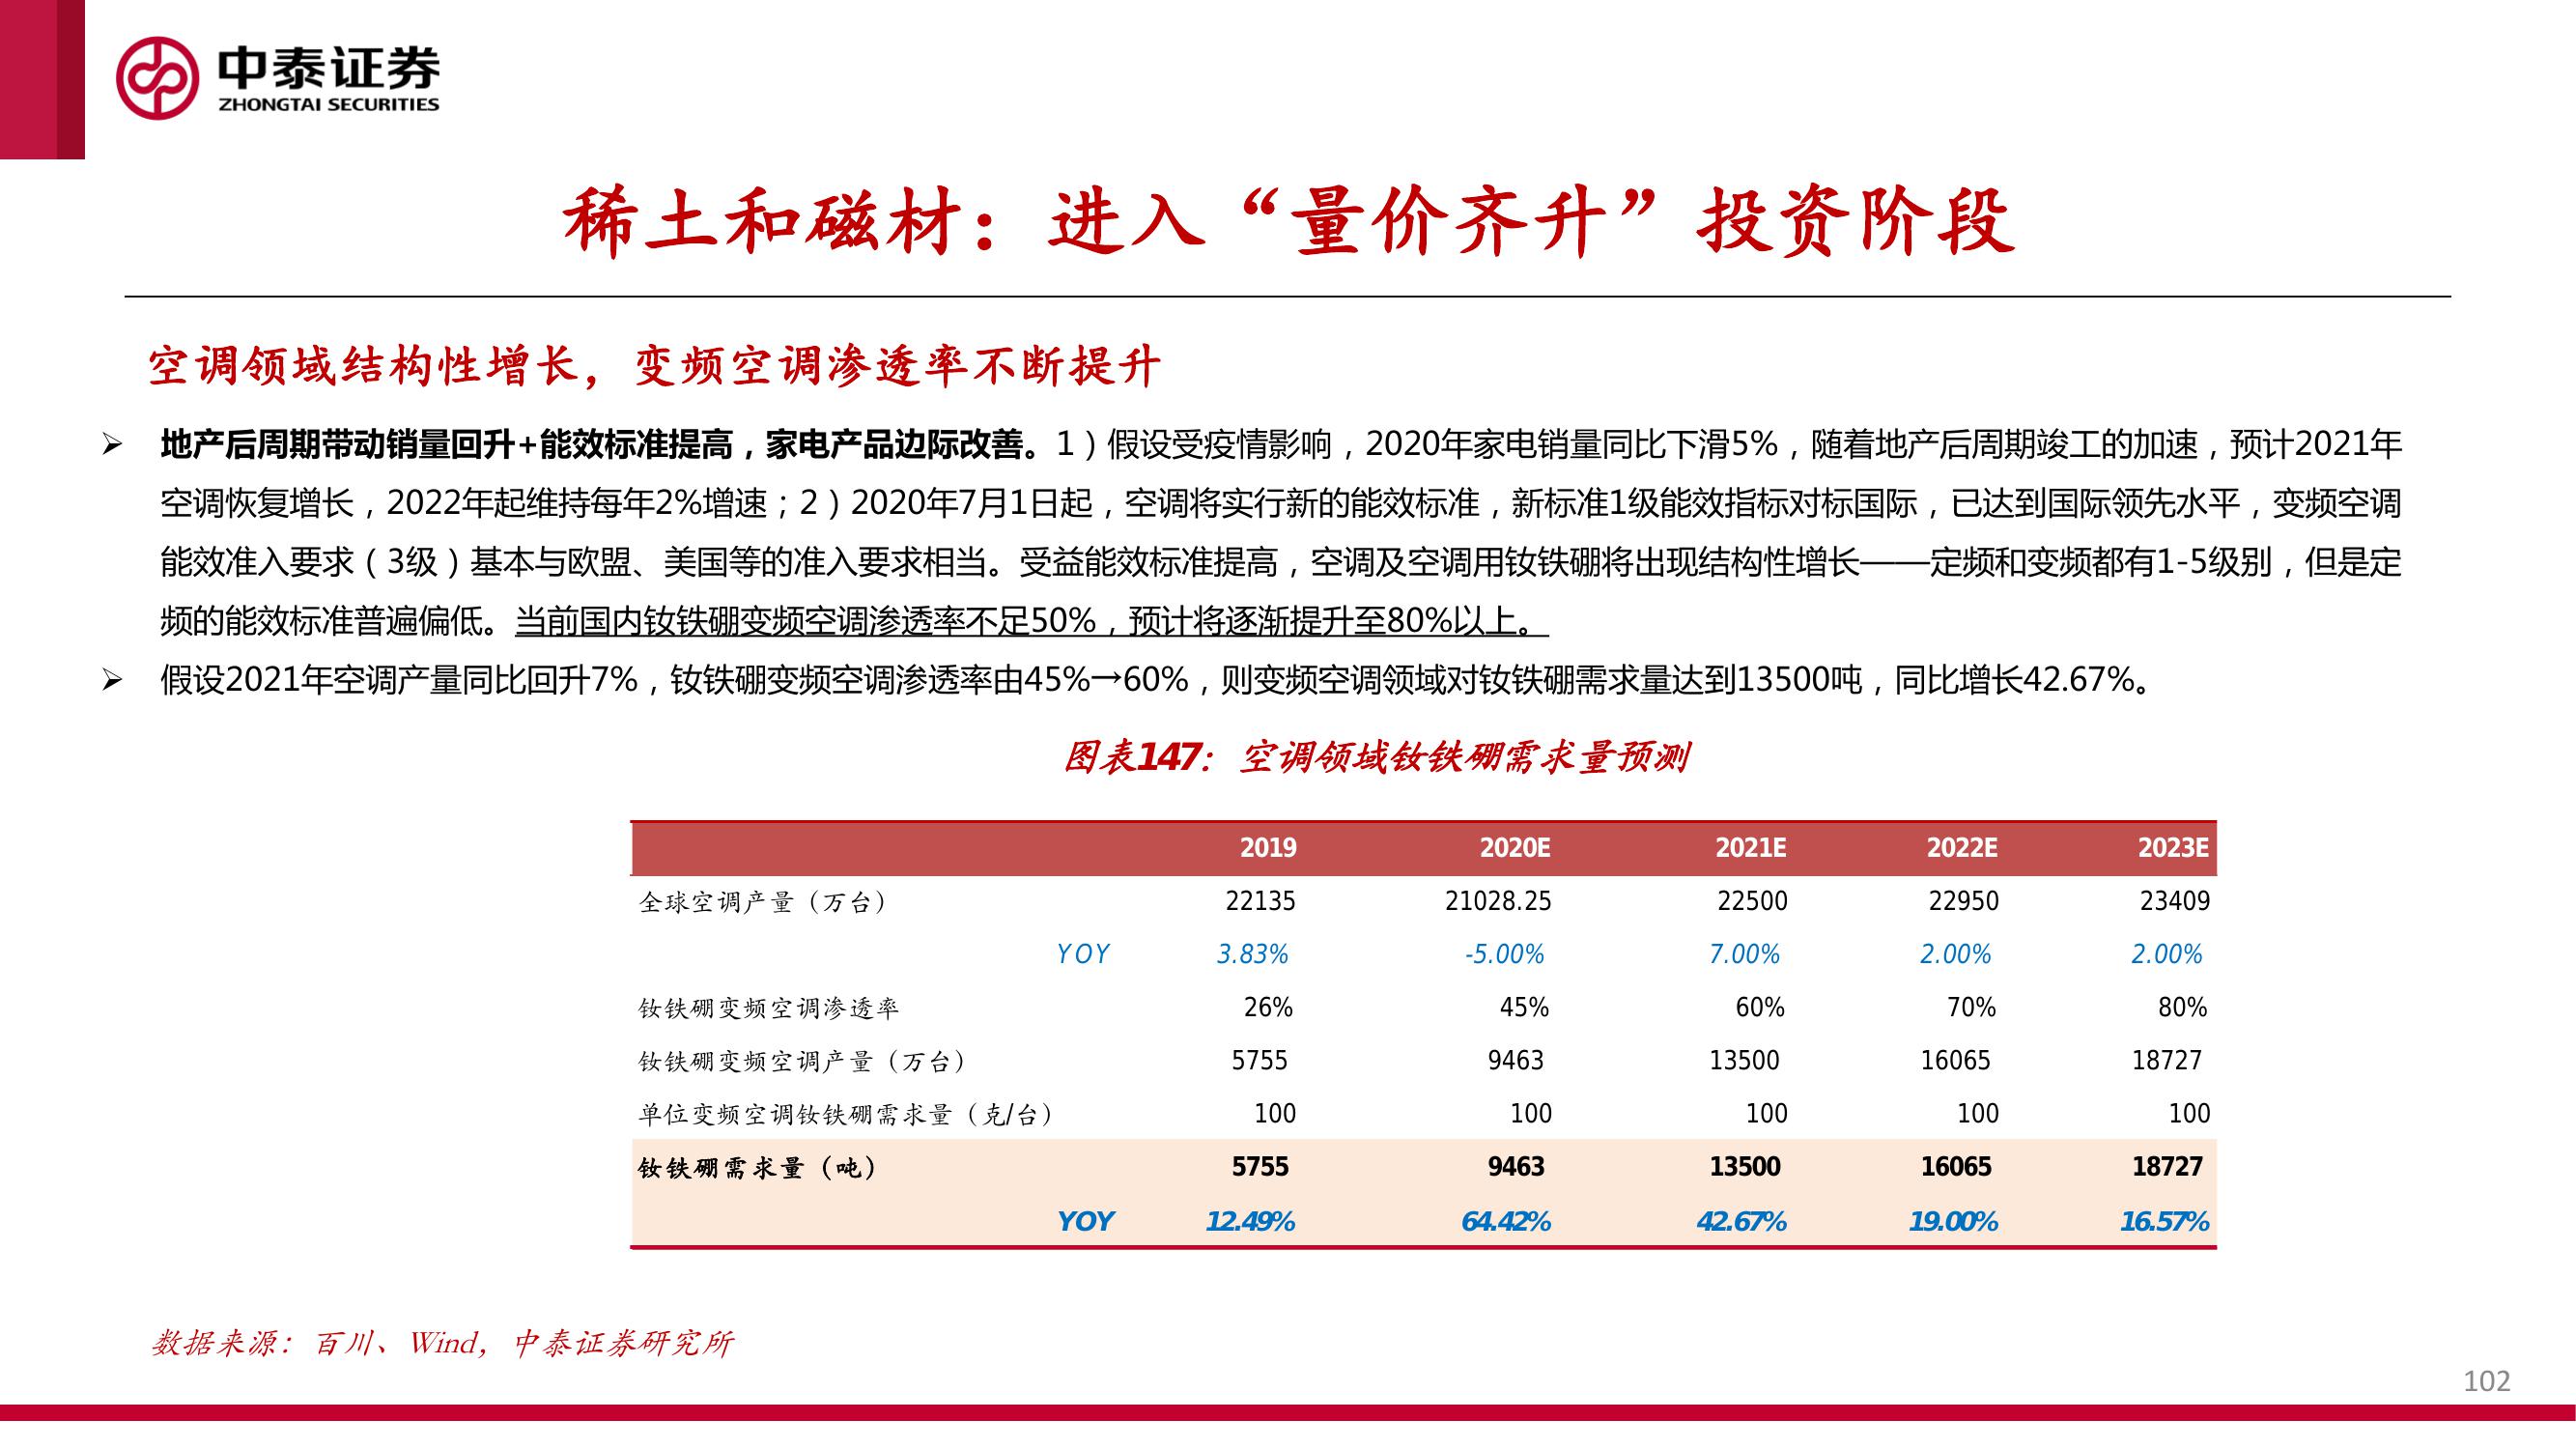 中泰证券
ZHONGTAI SECURITIES
稀土和磁材：进入“量价齐升”投资阶段
空调领域结构性增长，变频空调渗透率不断提升
➢ 地产后周期带动销量回升+能效标准提高，家电产品边际改善。1）假设受疫情影响，2020年家电销量同比下滑5%，随着地产后周期竣工的加速，预计2021年
空调恢复增长，2022年起维持每年2%增速；2）2020年7月1日起，空调将实行新的能效标准，新标准1级能效指标对标国际，已达到国际领先水平，变频空调
能效准入要求（3级）基本与欧盟、美国等的准入要求相当。受益能效标准提高，空调及空调用钕铁硼将出现结构性增长——定频和变频都有1-5级别，但是定
频的能效标准普遍偏低。当前国内钕铁硼变频空调渗透率不足50%，预计将逐渐提升至80%以上。
➢ 假设2021年空调产量同比回升7%，钕铁硼变频空调渗透率由45%→60%，则变频空调领域对钕铁硼需求量达到13500吨，同比增长42.67%。
图表147：空调领域钕铁硼需求量预测
2019 2020E 2021E 2022E 2023E
全球空调产量（万台） 22135 21028.25 22500 22950 23409
YOY 3.83% -5.00% 7.00% 2.00% 2.00%
钕铁硼变频空调渗透率 26% 45% 60% 70% 80%
钕铁硼变频空调产量（万台） 5755 9463 13500 16065 18727
单位变频空调钕铁硼需求量（克/台） 100 100 100 100 100
钕铁硼需求量（吨） 5755 9463 13500 16065 18727
YOY 12.49% 64.42% 42.67% 19.00% 16.57%
数据来源：百川、Wind，中泰证券研究所
102